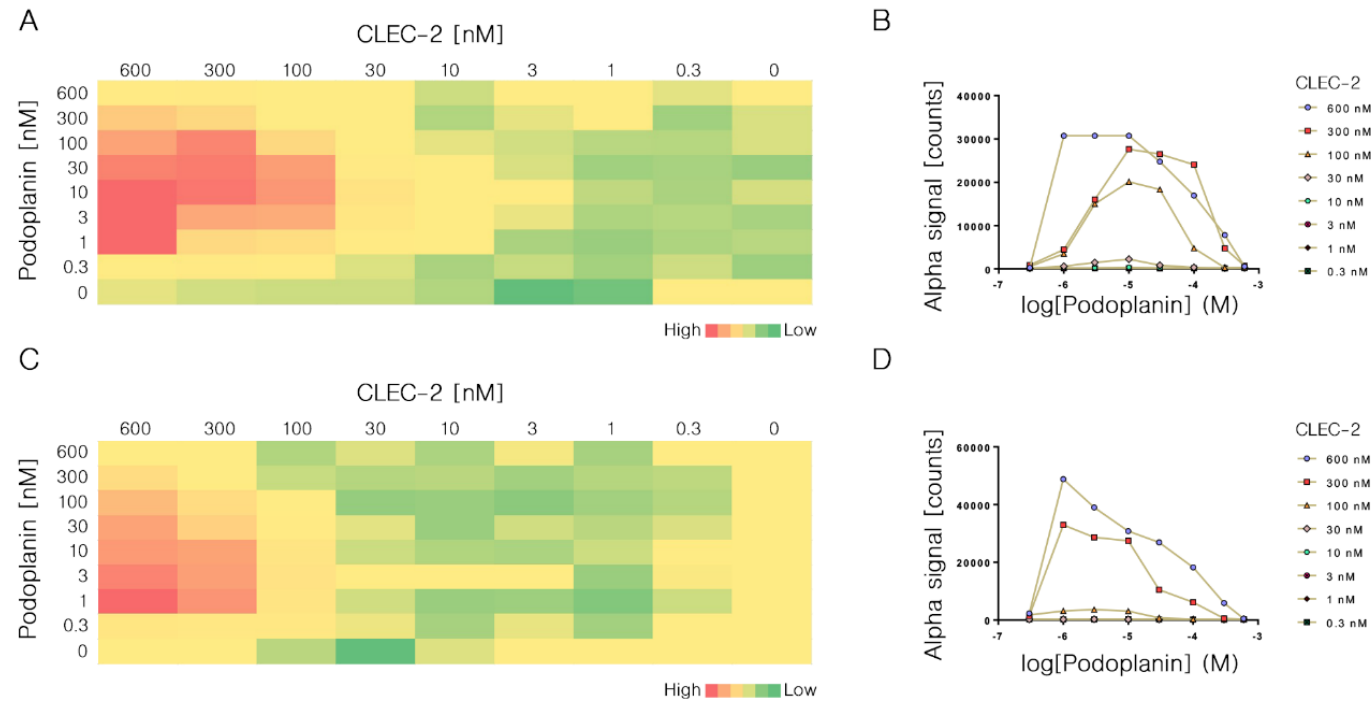 A
CLEC-2 [nM]
600 300 100 30 10 3 1 0.3 0
Podoplanin [nM]
600
300
100
30
10
3
1
0.3
0
High Low
B
Alpha signal [counts]
40000
30000
20000
10000
0
-7 -6 -5 -4 -3
log[Podoplanin] (M)
CLEC-2
600 nM
300 nM
100 nM
30 nM
10 nM
3 nM
1 nM
0.3 nM
C
CLEC-2 [nM]
600 300 100 30 10 3 1 0.3 0
Podoplanin [nM]
600
300
100
30
10
3
1
0.3
0
High Low
D
Alpha signal [counts]
60000
40000
20000
0
-7 -6 -5 -4 -3
log[Podoplanin] (M)
CLEC-2
600 nM
300 nM
100 nM
30 nM
10 nM
3 nM
1 nM
0.3 nM